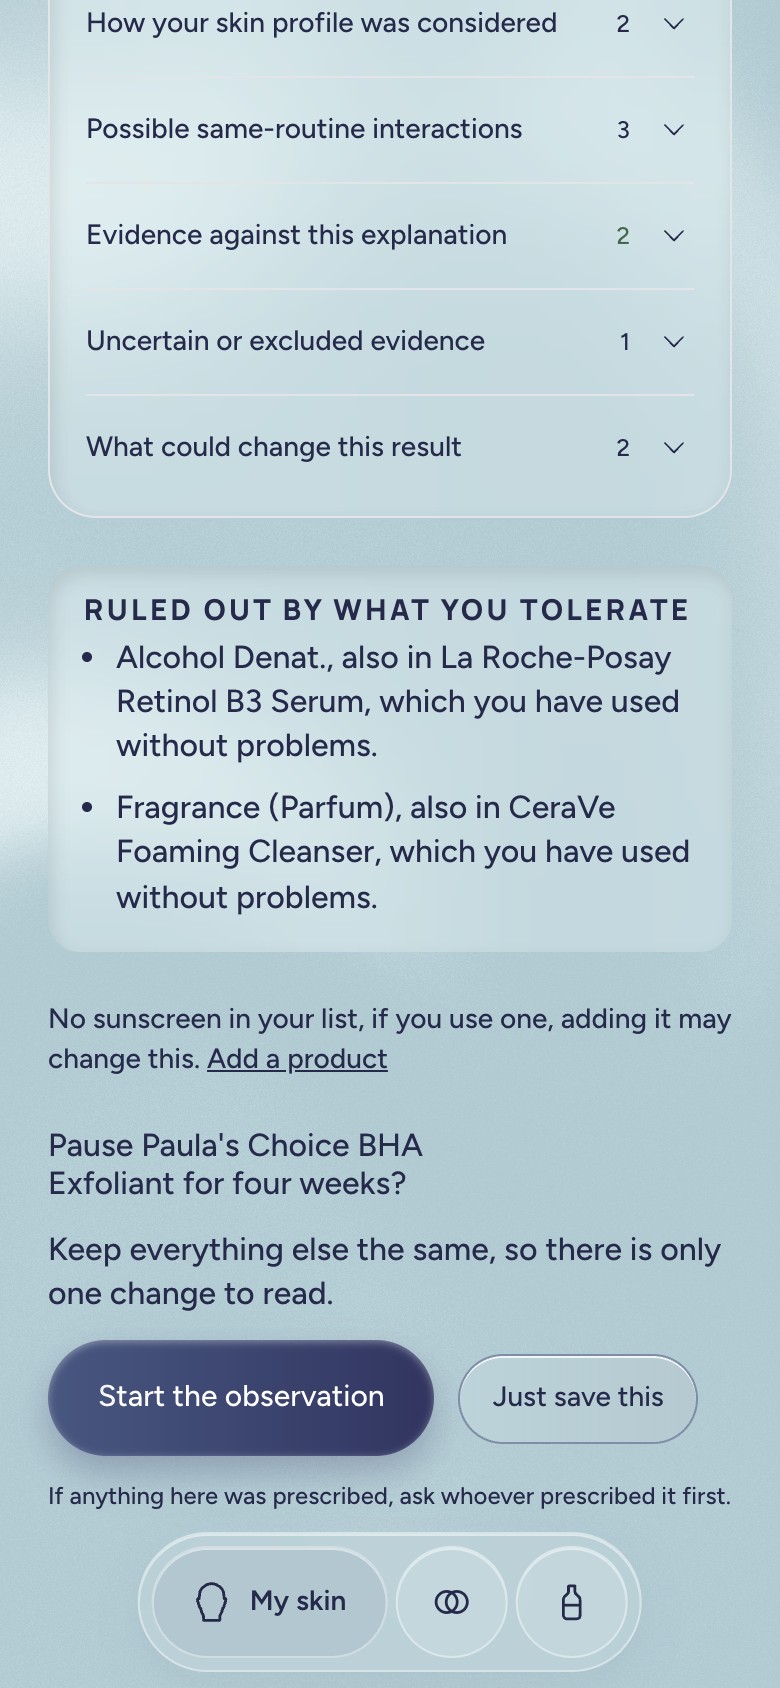 How your skin profile was considered 2
Possible same-routine interactions 3
Evidence against this explanation 2
Uncertain or excluded evidence 1
What could change this result 2
RULED OUT BY WHAT YOU TOLERATE
• Alcohol Denat., also in La Roche-Posay
Retinol B3 Serum, which you have used
without problems.
• Fragrance (Parfum), also in CeraVe
Foaming Cleanser, which you have used
without problems.
No sunscreen in your list, if you use one, adding it may
change this. Add a product
Pause Paula's Choice BHA
Exfoliant for four weeks?
Keep everything else the same, so there is only
one change to read.
Start the observation
Just save this
If anything here was prescribed, ask whoever prescribed it first.
My skin